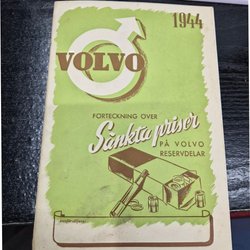 1944
VOLVO
FÖRTECKNING ÖVER
Sänkta priser
PÅ VOLVO
RESERVDELAR